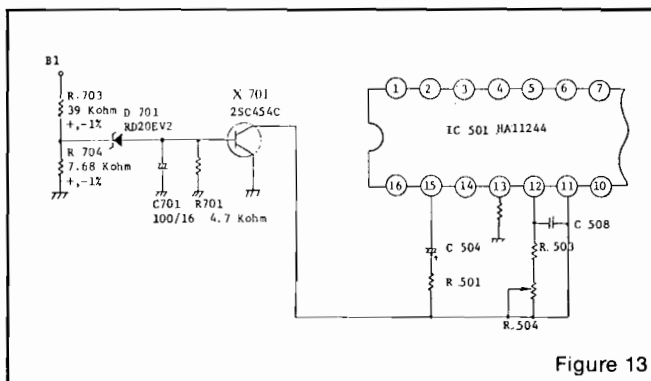 B1
R.703
39 Kohm
+,-1%
D 701
RD20EV2
X 701
2SC454C
R 704
7.68 Kohm
+,-1%
C701
100/16
R701
4.7 Kohm
1 2 3 4 5 6 7
IC 501 HA11244
16 15 14 13 12 11 10
C 504
R.501
C 508
R.503
R.504
Figure 13